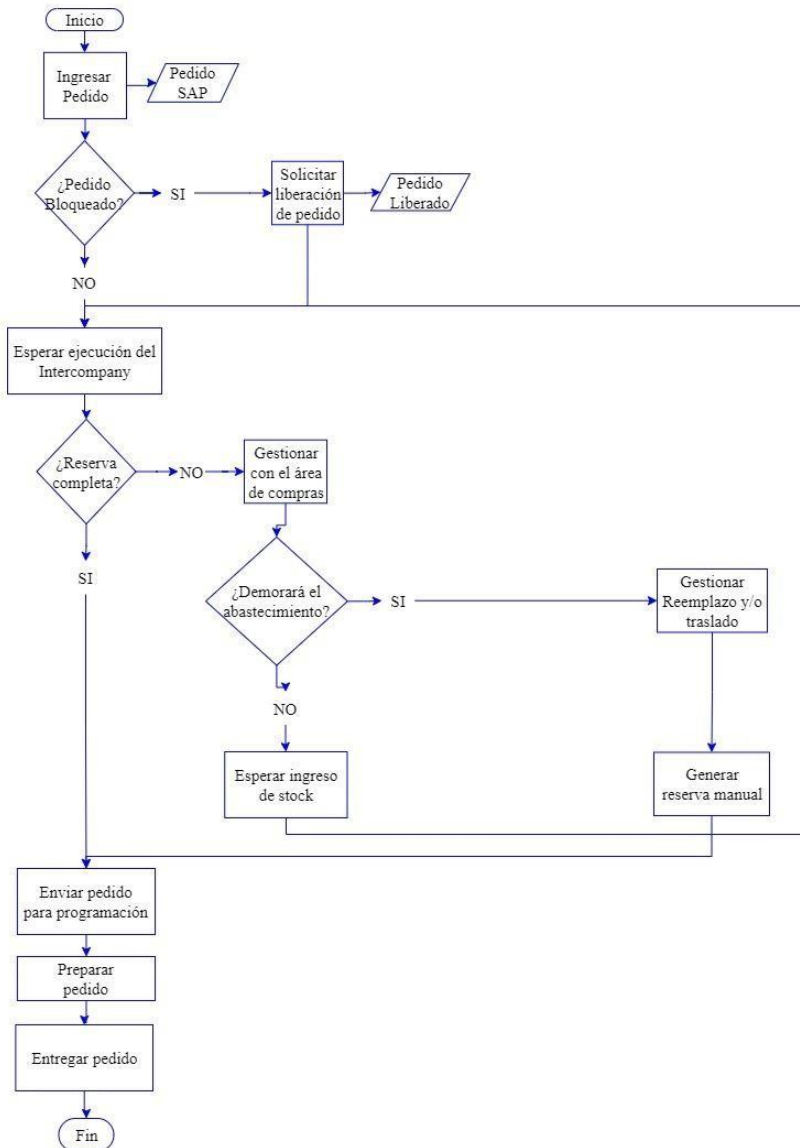 Inicio
Ingresar
Pedido
Pedido
SAP
¿Pedido
Bloqueado?
SI
Solicitar
liberación
de pedido
Pedido
Liberado
NO
Esperar ejecución del
Intercompany
¿Reserva
completa?
NO
Gestionar
con el área
de compras
SI
¿Demorará el
abastecimiento?
SI
Gestionar
Reemplazo y/o
traslado
NO
Esperar ingreso
de stock
Generar
reserva manual
Enviar pedido
para programación
Preparar
pedido
Entregar pedido
Fin